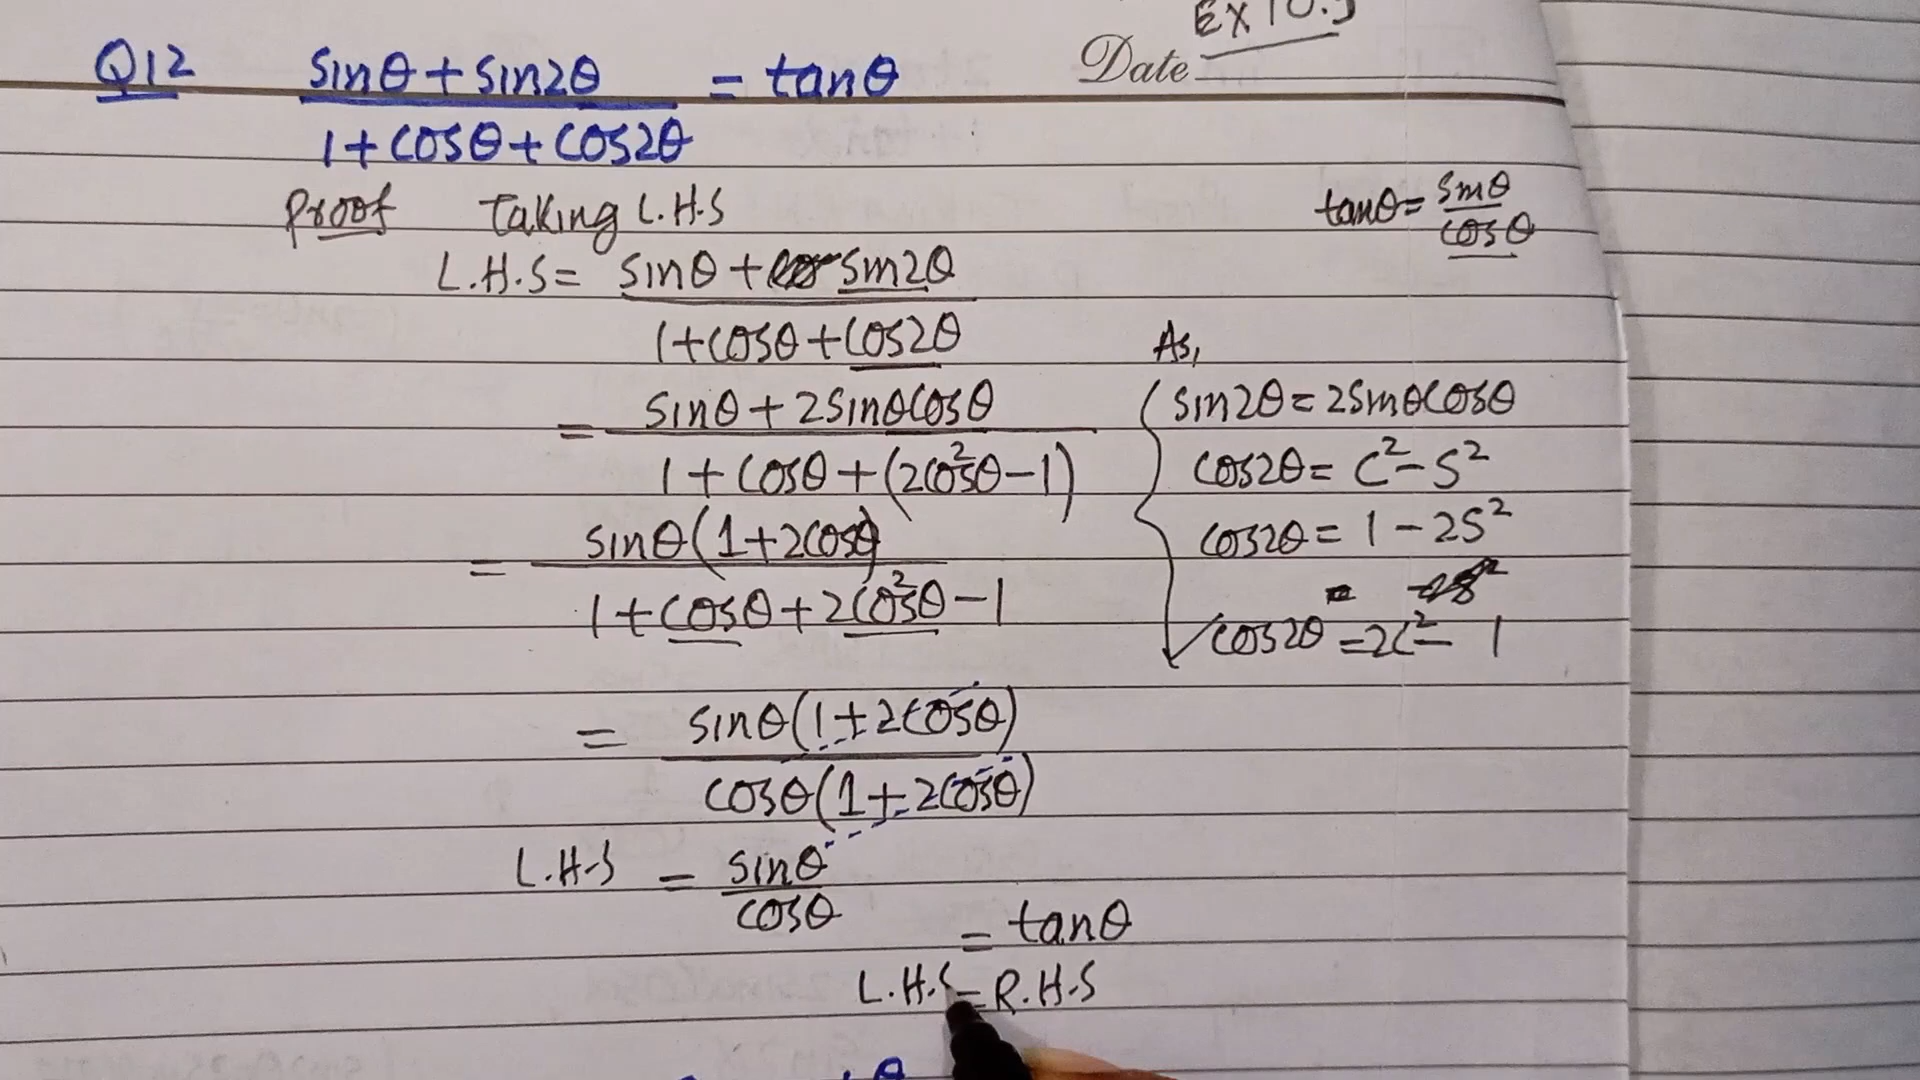 Ex 10.3
Date
Q12 sinθ + sin2θ = tanθ
1 + cosθ + cos2θ
Proof Taking L.H.S
tanθ = sinθ
cosθ
L.H.S = sinθ + sin2θ
1 + cosθ + cos2θ
As,
= sinθ + 2sinθcosθ
1 + cosθ + (2cos²θ - 1)
sin2θ = 2sinθcosθ
cos2θ = c² - s²
cos2θ = 1 - 2s²
cos2θ = 2c² - 1
= sinθ(1 + 2cosθ)
1 + cosθ + 2cos²θ - 1
= sinθ(1 + 2cosθ)
cosθ(1 + 2cosθ)
L.H.S = sinθ
cosθ
= tanθ
L.H.S = R.H.S